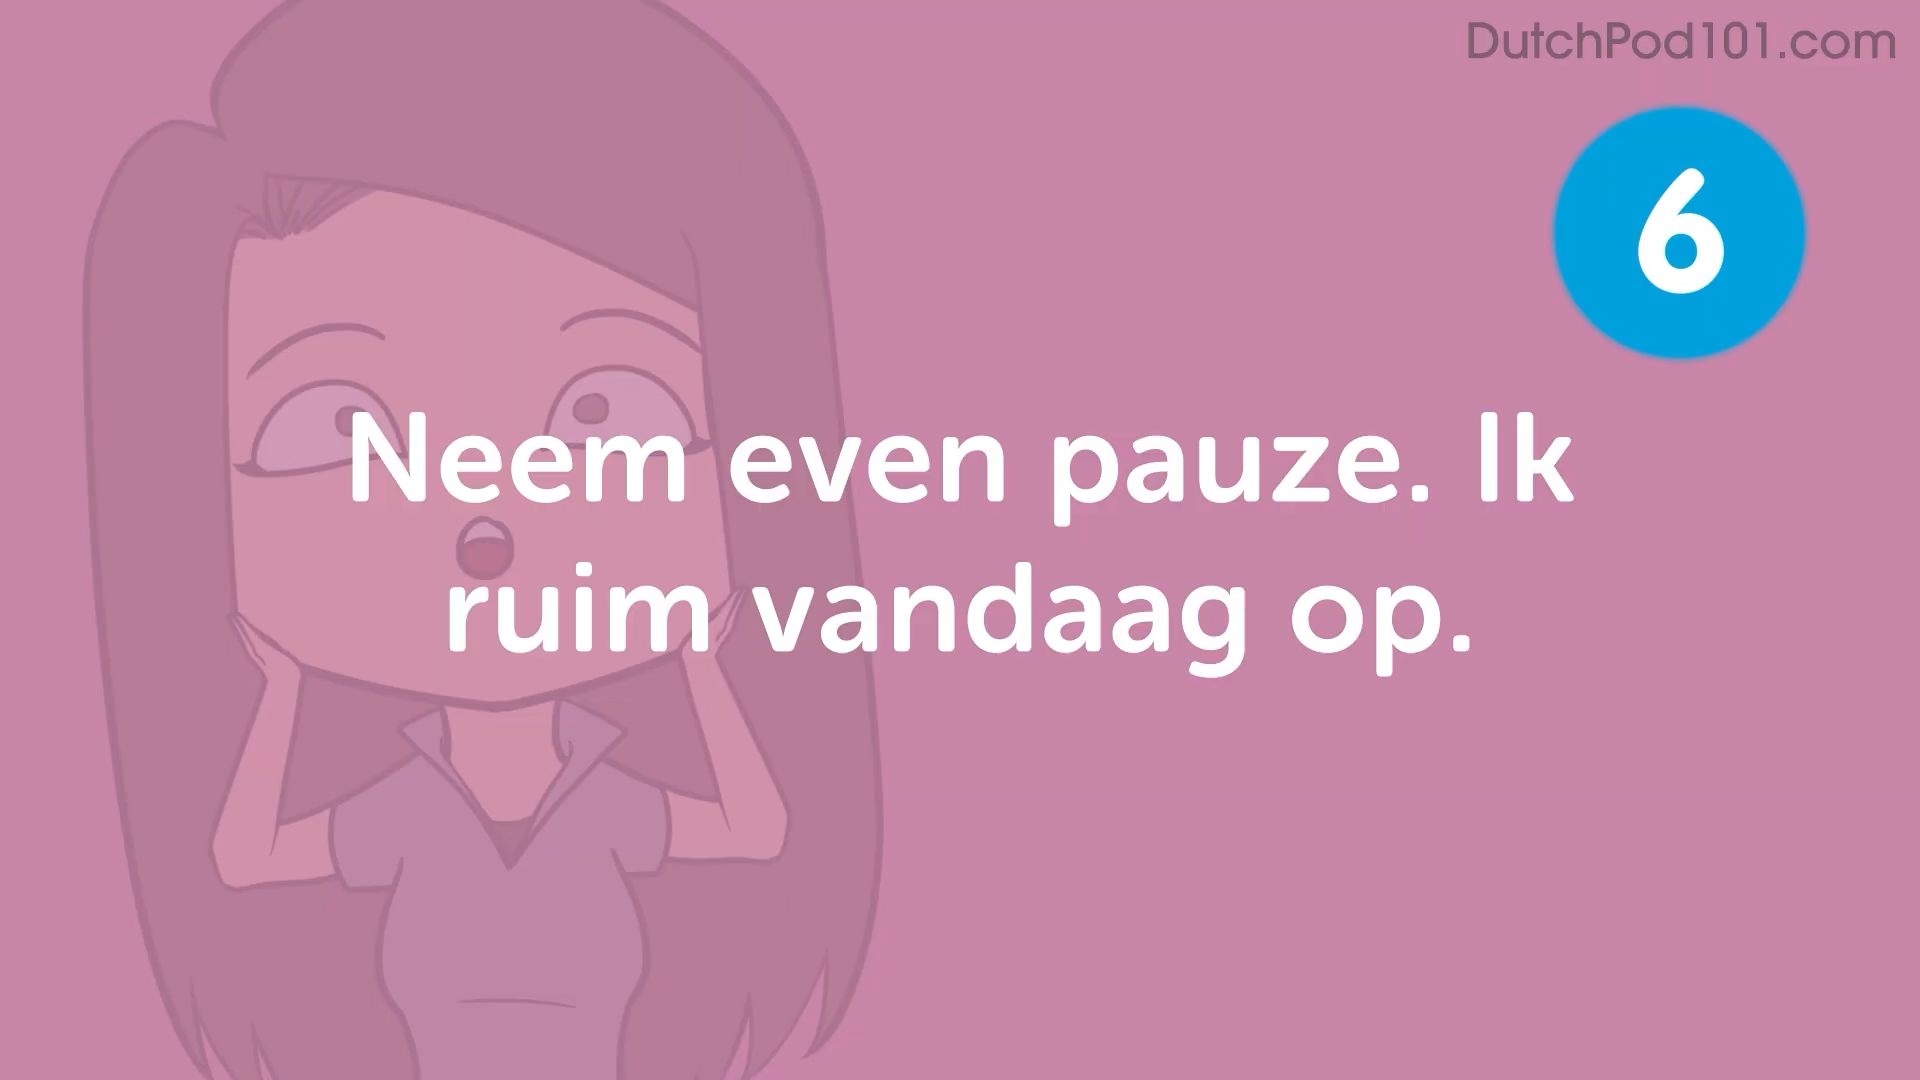 DutchPod101.com
6
Neem even pauze. Ik
ruim vandaag op.